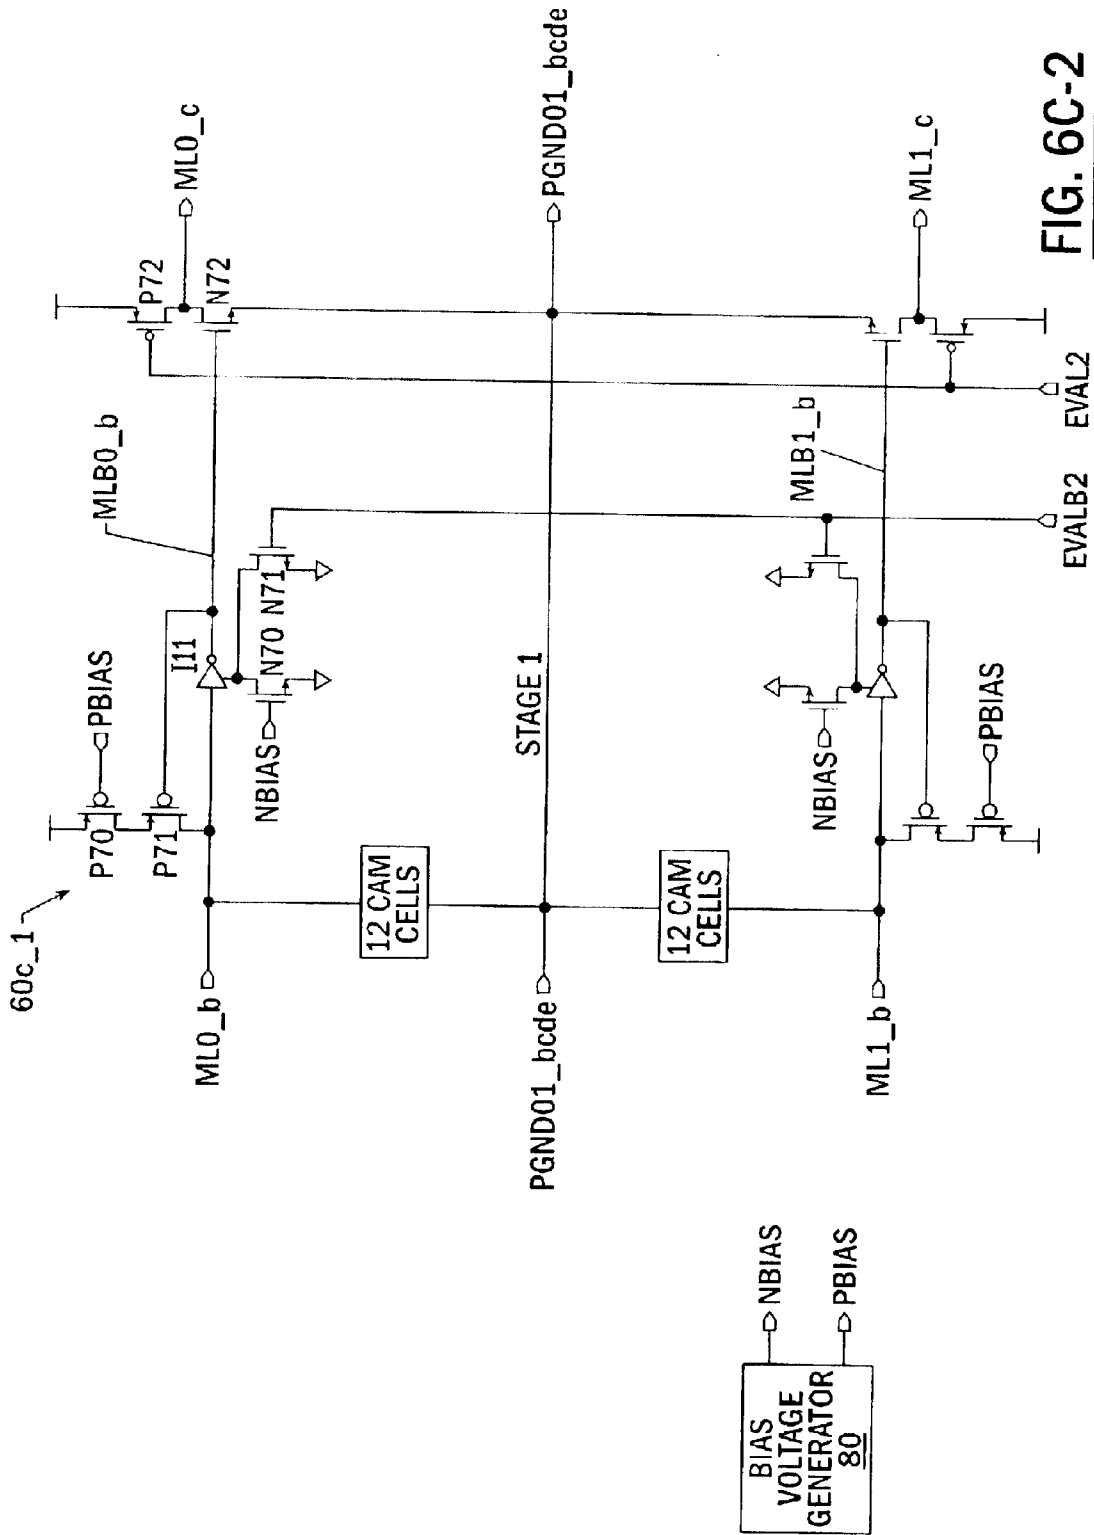 60c_1
P70
PBIAS
P71
I11
MLB0_b
P72
ML0_c
N72
ML0_b
NBIAS
N70
N71
12 CAM
CELLS
PGND01_bcde
STAGE 1
PGND01_bcde
12 CAM
CELLS
ML1_b
NBIAS
PBIAS
MLB1_b
ML1_c
EVALB2
EVAL2
BIAS
VOLTAGE
GENERATOR
80
NBIAS
PBIAS
FIG. 6C-2